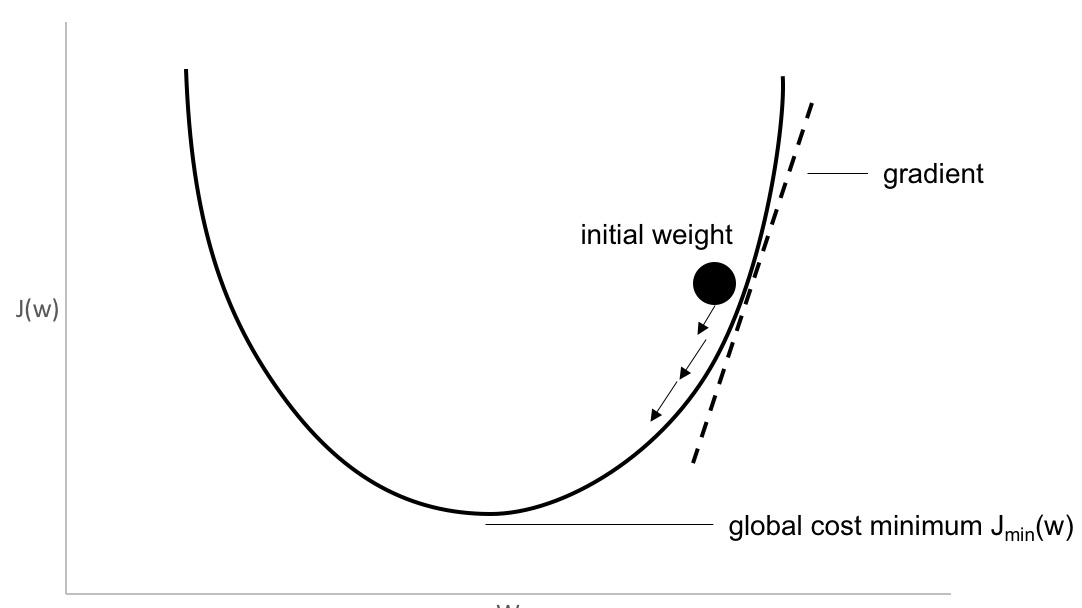 gradient
initial weight
J(w)
global cost minimum Jmin(w)